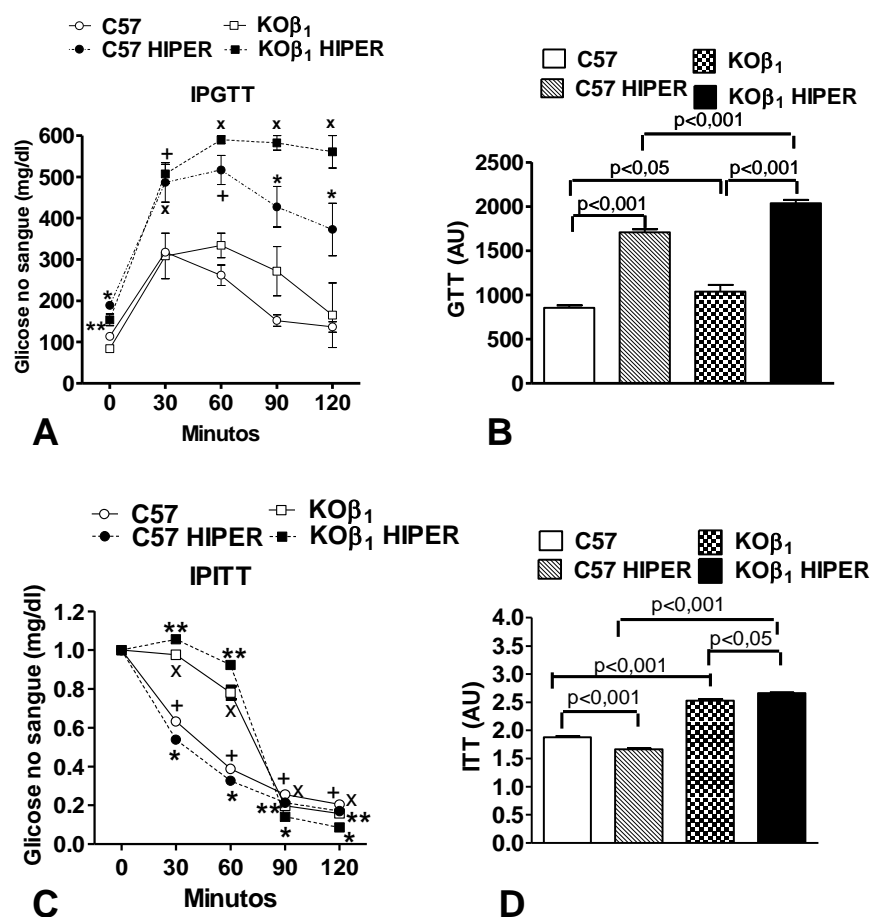 C57
KOβ₁
C57 HIPER
KOβ₁ HIPER
IPGTT
Glicose no sangue (mg/dl)
600
500
400
300
200
100
0
0 30 60 90 120
Minutos
+
x
x
x
x
+
*
*
*
**
A
C57
KOβ₁
C57 HIPER
KOβ₁ HIPER
GTT (AU)
2500
2000
1500
1000
500
0
p<0,001
p<0,05
p<0,001
p<0,001
B
C57
KOβ₁
C57 HIPER
KOβ₁ HIPER
IPITT
Glicose no sangue (mg/dl)
1.2
1.0
0.8
0.6
0.4
0.2
0.0
0 30 60 90 120
Minutos
**
**
x
x
+
+
*
*
+
x
**
*
+
x
**
*
C
C57
KOβ₁
C57 HIPER
KOβ₁ HIPER
ITT (AU)
4.0
3.5
3.0
2.5
2.0
1.5
1.0
0.5
0.0
p<0,001
p<0,05
p<0,001
p<0,001
D